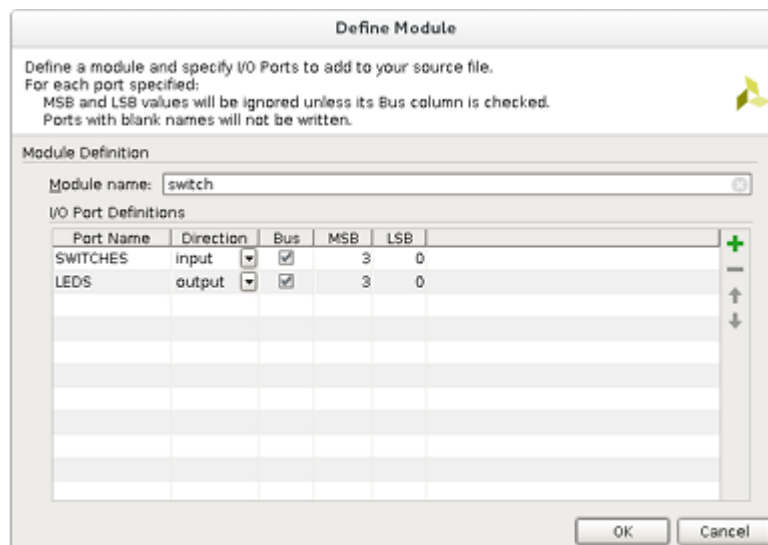 Define Module
Define a module and specify I/O Ports to add to your source file.
For each port specified:
MSB and LSB values will be ignored unless its Bus column is checked.
Ports with blank names will not be written.
Module Definition
Module name: switch
I/O Port Definitions
Port Name Direction Bus MSB LSB
SWITCHES input 3 0
LEDS output 3 0
OK Cancel